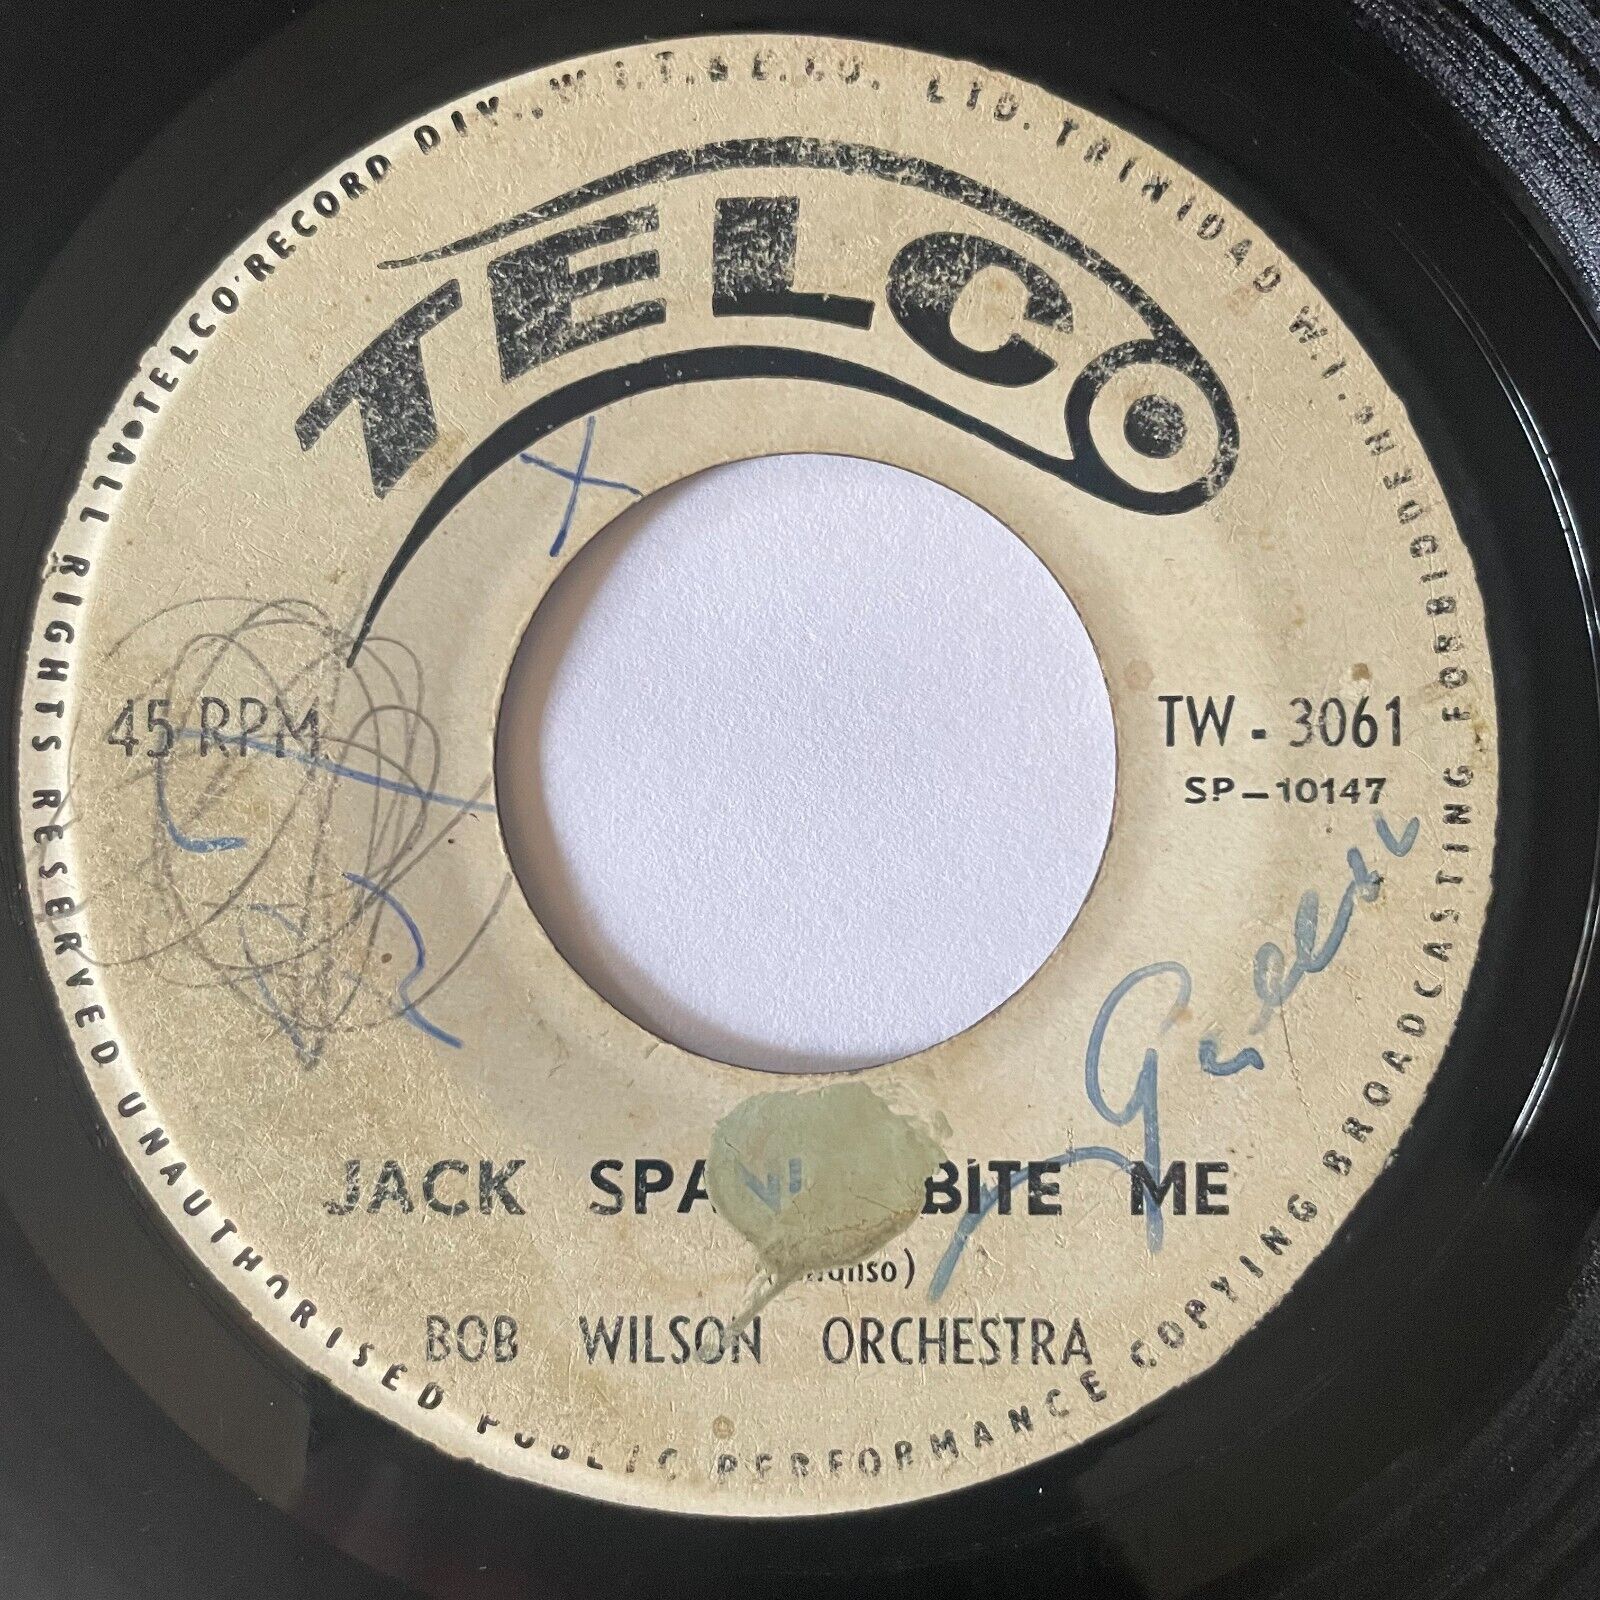 TELCO RECORD DIV., W.I.T.&E.CO. LTD. TRINIDAD W.I.
ALL RIGHTS RESERVED UNAUTHORISED PUBLIC PERFORMANCE COPYING BROADCASTING FORBIDDEN
TELCO
45 RPM
TW - 3061
SP-10147
JACK BITE ME
BOB WILSON ORCHESTRA